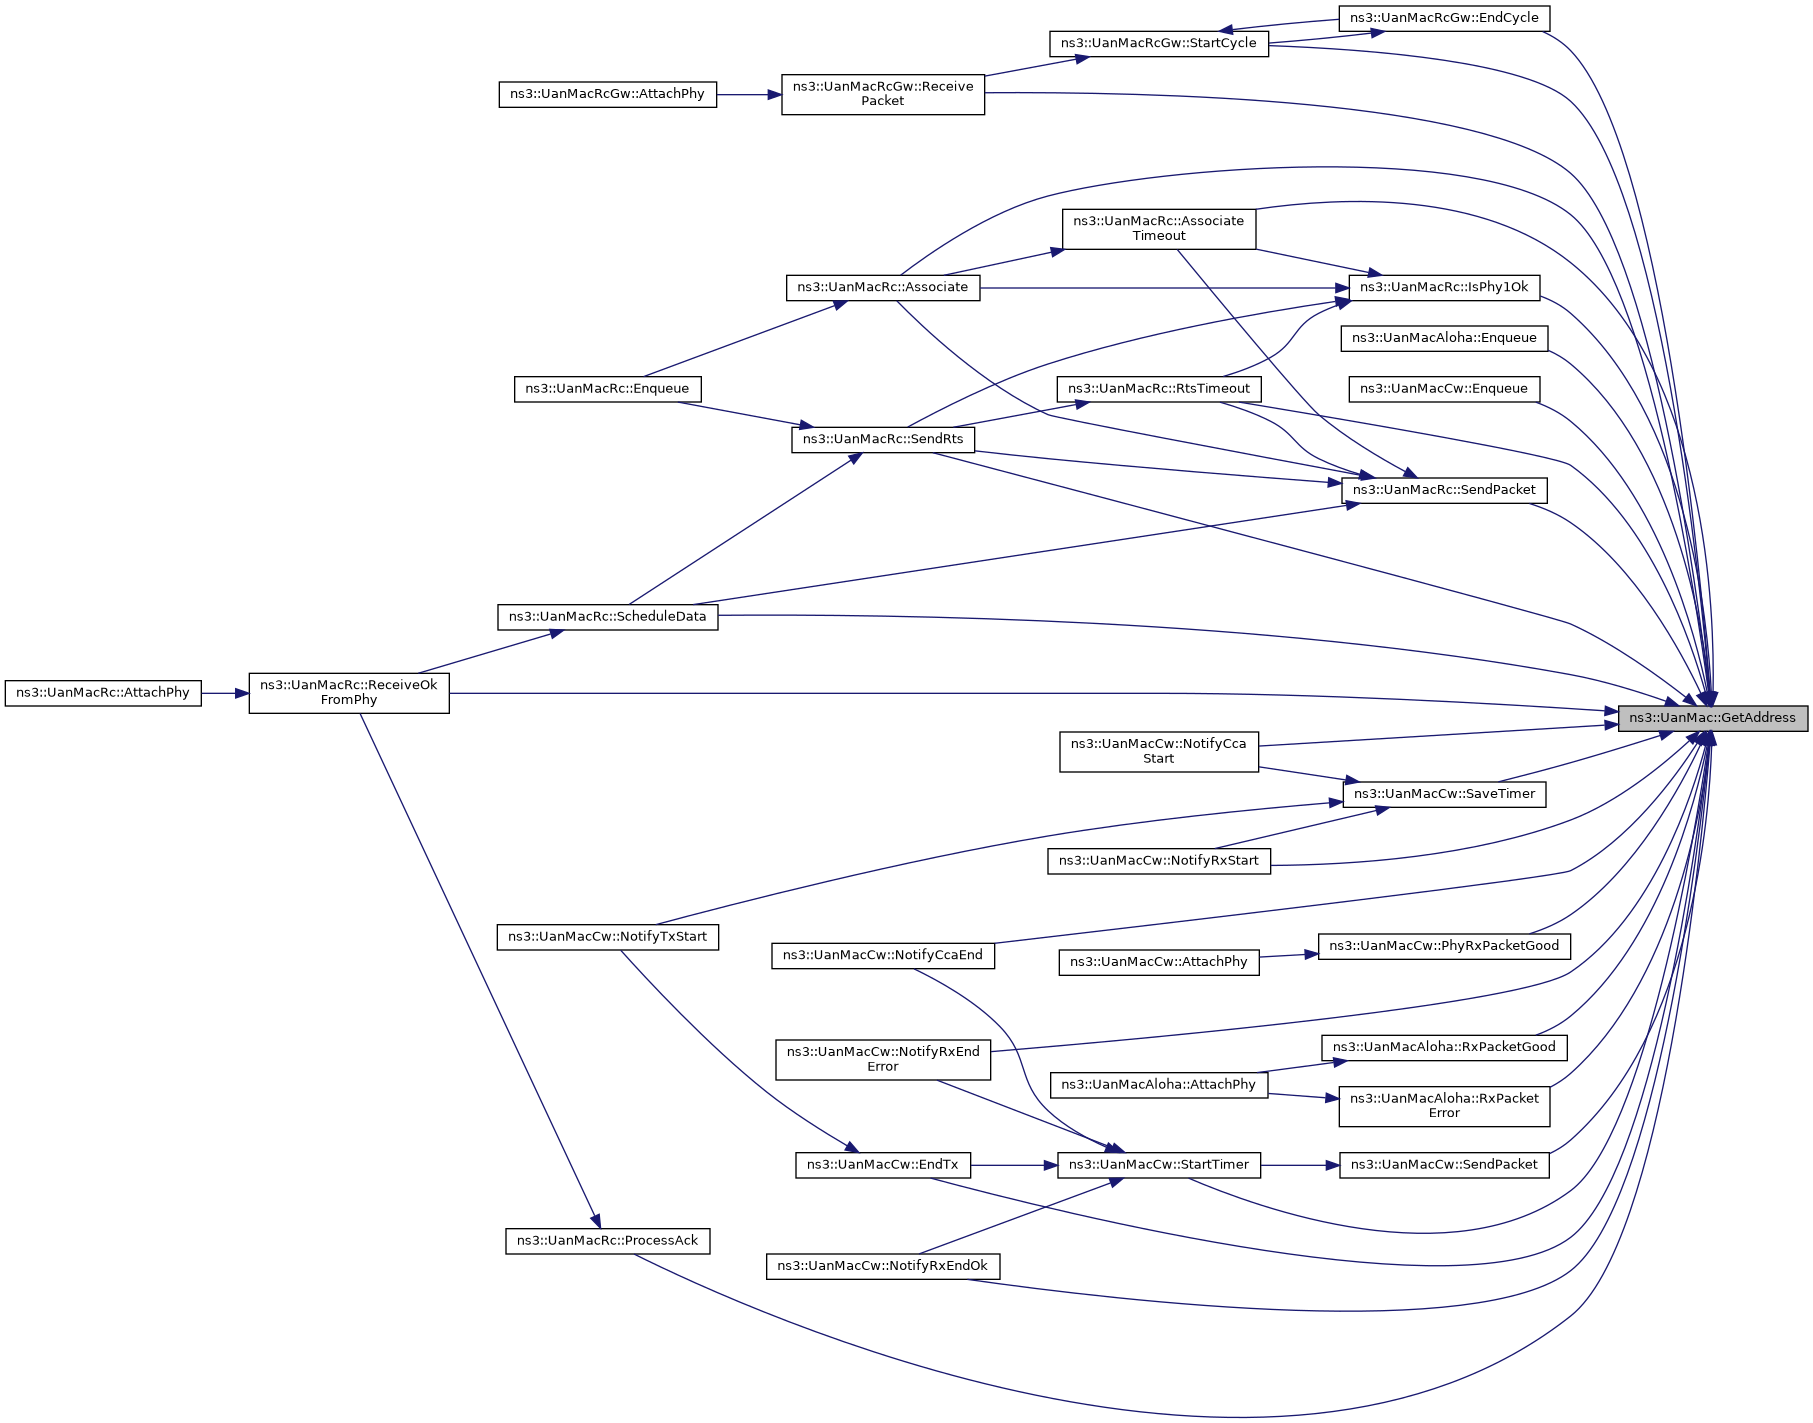 ns3::UanMacRcGw::EndCycle
ns3::UanMacRcGw::StartCycle
ns3::UanMacRcGw::Receive
Packet
ns3::UanMacRcGw::AttachPhy
ns3::UanMacRc::Associate
Timeout
ns3::UanMacRc::Associate
ns3::UanMacRc::IsPhy1Ok
ns3::UanMacAloha::Enqueue
ns3::UanMacRc::Enqueue
ns3::UanMacRc::RtsTimeout
ns3::UanMacCw::Enqueue
ns3::UanMacRc::SendRts
ns3::UanMacRc::SendPacket
ns3::UanMacRc::ScheduleData
ns3::UanMacRc::AttachPhy
ns3::UanMacRc::ReceiveOk
FromPhy
ns3::UanMac::GetAddress
ns3::UanMacCw::NotifyCca
Start
ns3::UanMacCw::SaveTimer
ns3::UanMacCw::NotifyRxStart
ns3::UanMacCw::NotifyTxStart
ns3::UanMacCw::NotifyCcaEnd
ns3::UanMacCw::AttachPhy
ns3::UanMacCw::PhyRxPacketGood
ns3::UanMacCw::NotifyRxEnd
Error
ns3::UanMacAloha::RxPacketGood
ns3::UanMacAloha::AttachPhy
ns3::UanMacAloha::RxPacket
Error
ns3::UanMacCw::EndTx
ns3::UanMacCw::StartTimer
ns3::UanMacCw::SendPacket
ns3::UanMacRc::ProcessAck
ns3::UanMacCw::NotifyRxEndOk